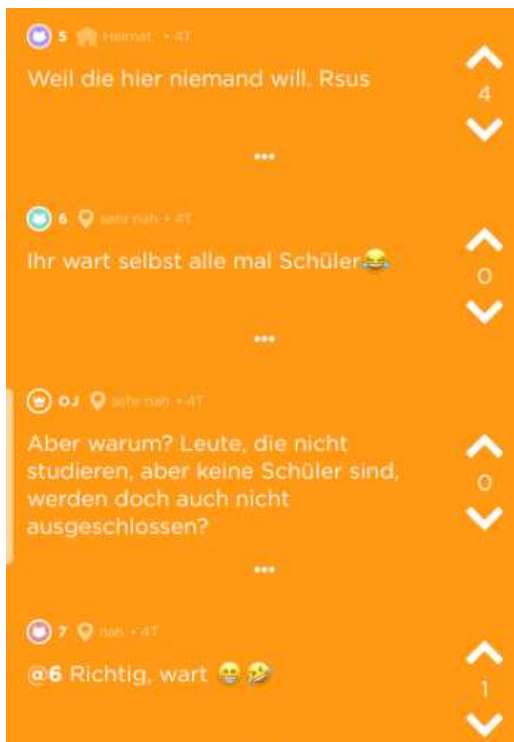 5 Heimat • 4T
Weil die hier niemand will. Rsus
4
6 sehr nah • 4T
Ihr wart selbst alle mal Schüler😂
0
OJ sehr nah • 4T
Aber warum? Leute, die nicht
studieren, aber keine Schüler sind,
werden doch auch nicht
ausgeschlossen?
0
7 nah • 4T
@6 Richtig, wart 😁🤣
1